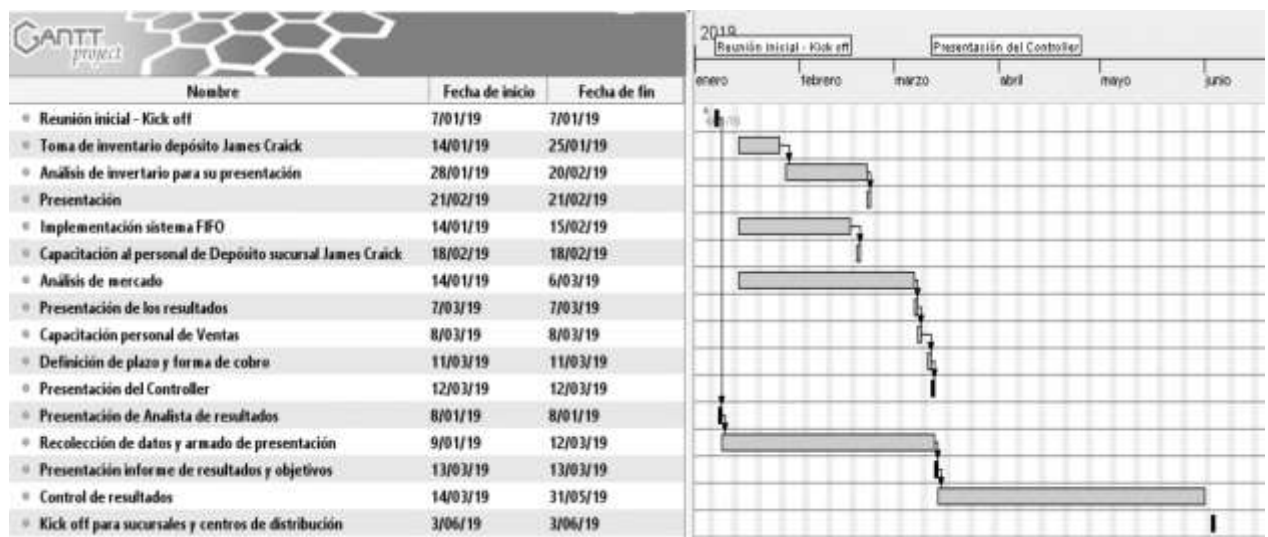 GANTT
project
2019
Reunión inicial - Kick off
Presentación del Controller
enero febrero marzo abril mayo junio
Nombre Fecha de inicio Fecha de fin
Reunión inicial - Kick off 7/01/19 7/01/19
Toma de inventario depósito James Craick 14/01/19 25/01/19
Análisis de invertario para su presentación 28/01/19 20/02/19
Presentación 21/02/19 21/02/19
Implementación sistema FIFO 14/01/19 15/02/19
Capacitación al personal de Depósito sucursal James Craick 18/02/19 18/02/19
Análisis de mercado 14/01/19 6/03/19
Presentación de los resultados 7/03/19 7/03/19
Capacitación personal de Ventas 8/03/19 8/03/19
Definición de plazo y forma de cobro 11/03/19 11/03/19
Presentación del Controller 12/03/19 12/03/19
Presentación de Analista de resultados 8/01/19 8/01/19
Recolección de datos y armado de presentación 9/01/19 12/03/19
Presentación informe de resultados y objetivos 13/03/19 13/03/19
Control de resultados 14/03/19 31/05/19
Kick off para sucursales y centros de distribución 3/06/19 3/06/19